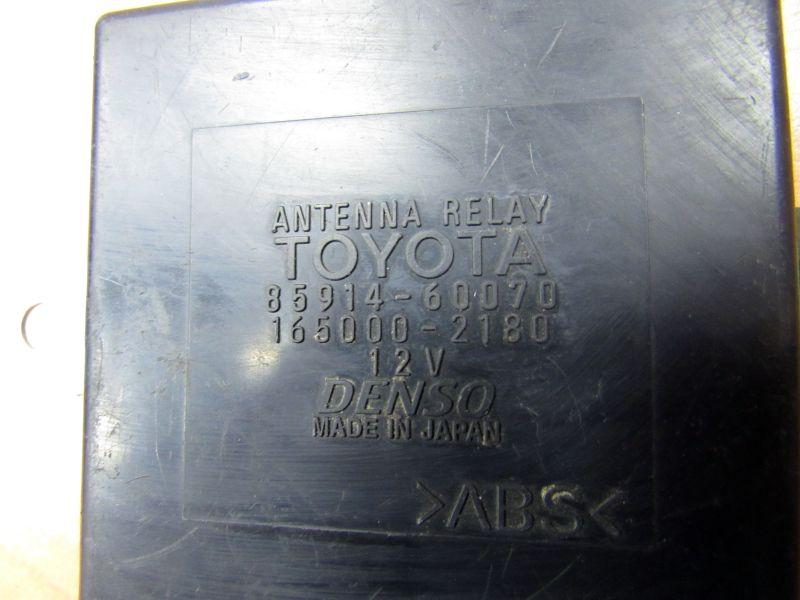 ANTENNA RELAY
TOYOTA
85914-60070
165000-2180
12V
DENSO
MADE IN JAPAN
>ABS<